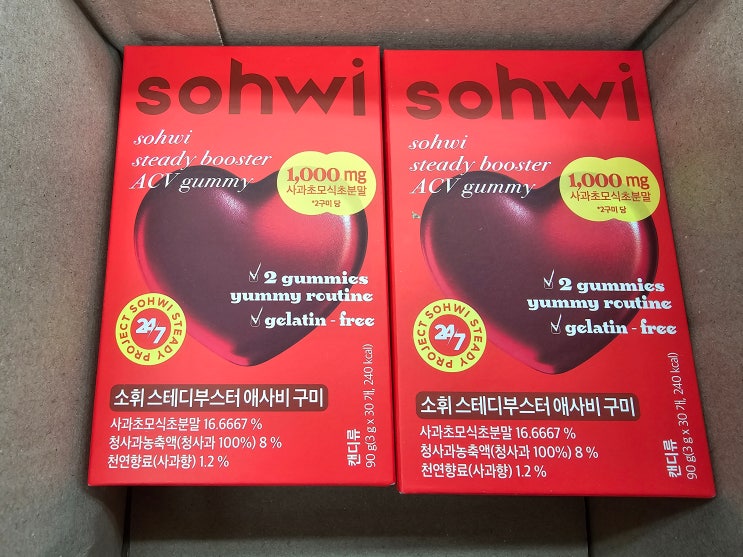 sohwi
sohwi
steady booster
ACV gummy
1,000 mg
사과초모식초분말
*2구미 당
2 gummies
yummy routine
gelatin - free
PROJECT SOHWI STEADY
24/7
소휘 스테디부스터 애사비 구미
사과초모식초분말 16.6667 %
청사과농축액(청사과 100%) 8 %
천연향료(사과향) 1.2 %
캔디류
90 g(3 g x 30 개, 240 kcal)
sohwi
sohwi
steady booster
ACV gummy
1,000 mg
사과초모식초분말
*2구미 당
2 gummies
yummy routine
gelatin - free
PROJECT SOHWI STEADY
24/7
소휘 스테디부스터 애사비 구미
사과초모식초분말 16.6667 %
청사과농축액(청사과 100%) 8 %
천연향료(사과향) 1.2 %
캔디류
90 g(3 g x 30 개, 240 kcal)